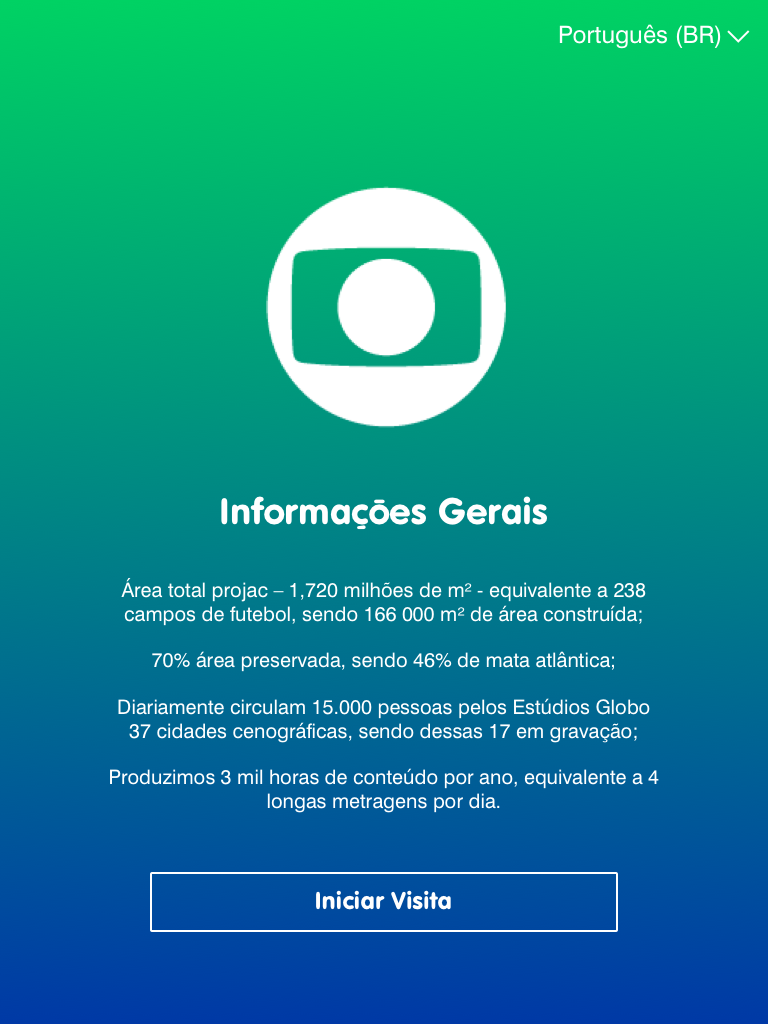 Português (BR)
Informações Gerais
Área total projac – 1,720 milhões de m² - equivalente a 238
campos de futebol, sendo 166 000 m² de área construída;
70% área preservada, sendo 46% de mata atlântica;
Diariamente circulam 15.000 pessoas pelos Estúdios Globo
37 cidades cenográficas, sendo dessas 17 em gravação;
Produzimos 3 mil horas de conteúdo por ano, equivalente a 4
longas metragens por dia.
Iniciar Visita